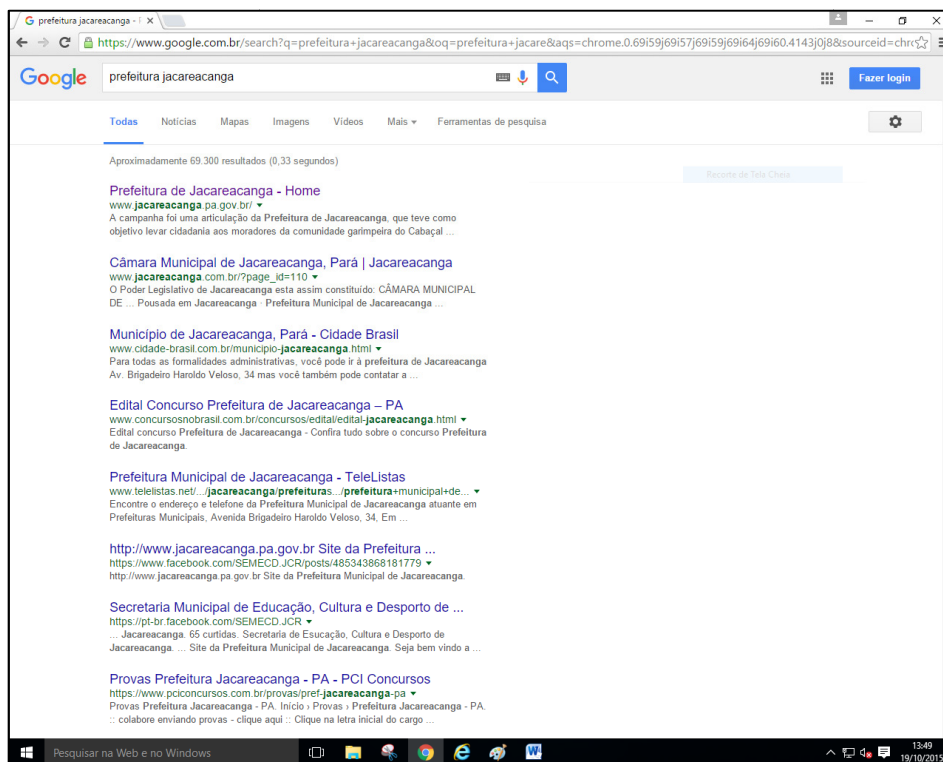 prefeitura jacareacanga - 
https://www.google.com.br/search?q=prefeitura+jacareacanga&oq=prefeitura+jacare&aqs=chrome.0.69i59j69i57j69i59j69i64j69i60.4143j0j8&sourceid=chro
Google prefeitura jacareacanga Fazer login
Todas Notícias Mapas Imagens Vídeos Mais Ferramentas de pesquisa
Aproximadamente 69.300 resultados (0,33 segundos)
Recorte de Tela Cheia
Prefeitura de Jacareacanga - Home
www.jacareacanga.pa.gov.br/
A campanha foi uma articulação da Prefeitura de Jacareacanga, que teve como
objetivo levar cidadania aos moradores da comunidade garimpeira do Cabaçal ...
Câmara Municipal de Jacareacanga, Pará | Jacareacanga
www.jacareacanga.com.br/?page_id=110
O Poder Legislativo de Jacareacanga esta assim constituído: CÂMARA MUNICIPAL
DE ... Pousada em Jacareacanga · Prefeitura Municipal de Jacareacanga ...
Município de Jacareacanga, Pará - Cidade Brasil
www.cidade-brasil.com.br/municipio-jacareacanga.html
Para todas as formalidades administrativas, você pode ir á prefeitura de Jacareacanga
Av. Brigadeiro Haroldo Veloso, 34 mas você também pode contatar a ...
Edital Concurso Prefeitura de Jacareacanga – PA
www.concursosnobrasil.com.br/concursos/edital/edital-jacareacanga.html
Edital concurso Prefeitura de Jacareacanga - Confira tudo sobre o concurso Prefeitura
de Jacareacanga.
Prefeitura Municipal de Jacareacanga - TeleListas
www.telelistas.net/.../jacareacanga/prefeituras.../prefeitura+municipal+de...
Encontre o endereço e telefone da Prefeitura Municipal de Jacareacanga atuante em
Prefeituras Municipais, Avenida Brigadeiro Haroldo Veloso, 34, Em ...
http://www.jacareacanga.pa.gov.br Site da Prefeitura ...
https://www.facebook.com/SEMECD.JCR/posts/485343868181779
http://www.jacareacanga.pa.gov.br Site da Prefeitura Municipal de Jacareacanga.
Secretaria Municipal de Educação, Cultura e Desporto de ...
https://pt-br.facebook.com/SEMECD.JCR
... Jacareacanga. 65 curtidas. Secretaria de Esucação, Cultura e Desporto de
Jacareacanga. ... Site da Prefeitura Municipal de Jacareacanga. Seja bem vindo a ...
Provas Prefeitura Jacareacanga - PA - PCI Concursos
https://www.pciconcursos.com.br/provas/pref-jacareacanga-pa
Provas Prefeitura Jacareacanga - PA. Início › Provas › Prefeitura Jacareacanga - PA.
:: colabore enviando provas - clique aqui :: Clique na letra inicial do cargo ...
Pesquisar na Web e no Windows
13:49
19/10/2015